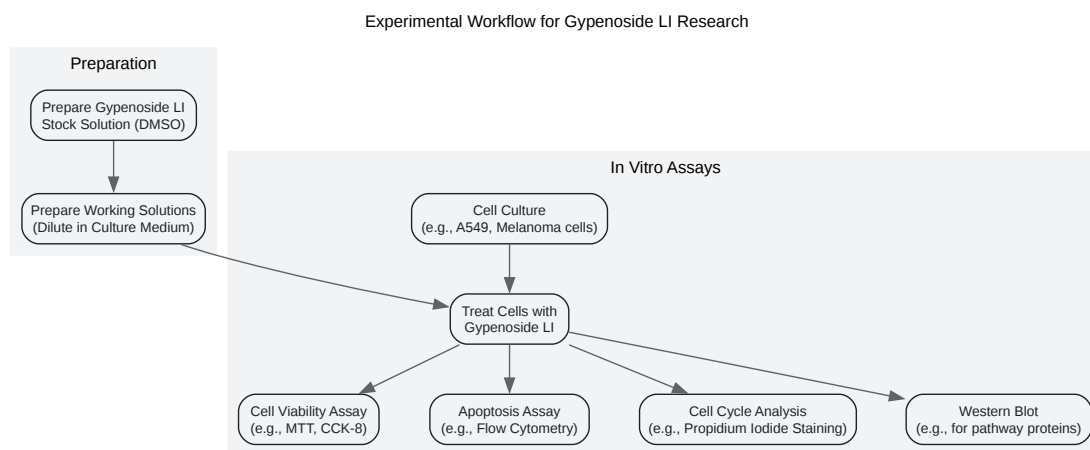 Experimental Workflow for Gypenoside LI Research
Preparation
Prepare Gypenoside LI
Stock Solution (DMSO)
Prepare Working Solutions
(Dilute in Culture Medium)
In Vitro Assays
Cell Culture
(e.g., A549, Melanoma cells)
Treat Cells with
Gypenoside LI
Cell Viability Assay
(e.g., MTT, CCK-8)
Apoptosis Assay
(e.g., Flow Cytometry)
Cell Cycle Analysis
(e.g., Propidium Iodide Staining)
Western Blot
(e.g., for pathway proteins)